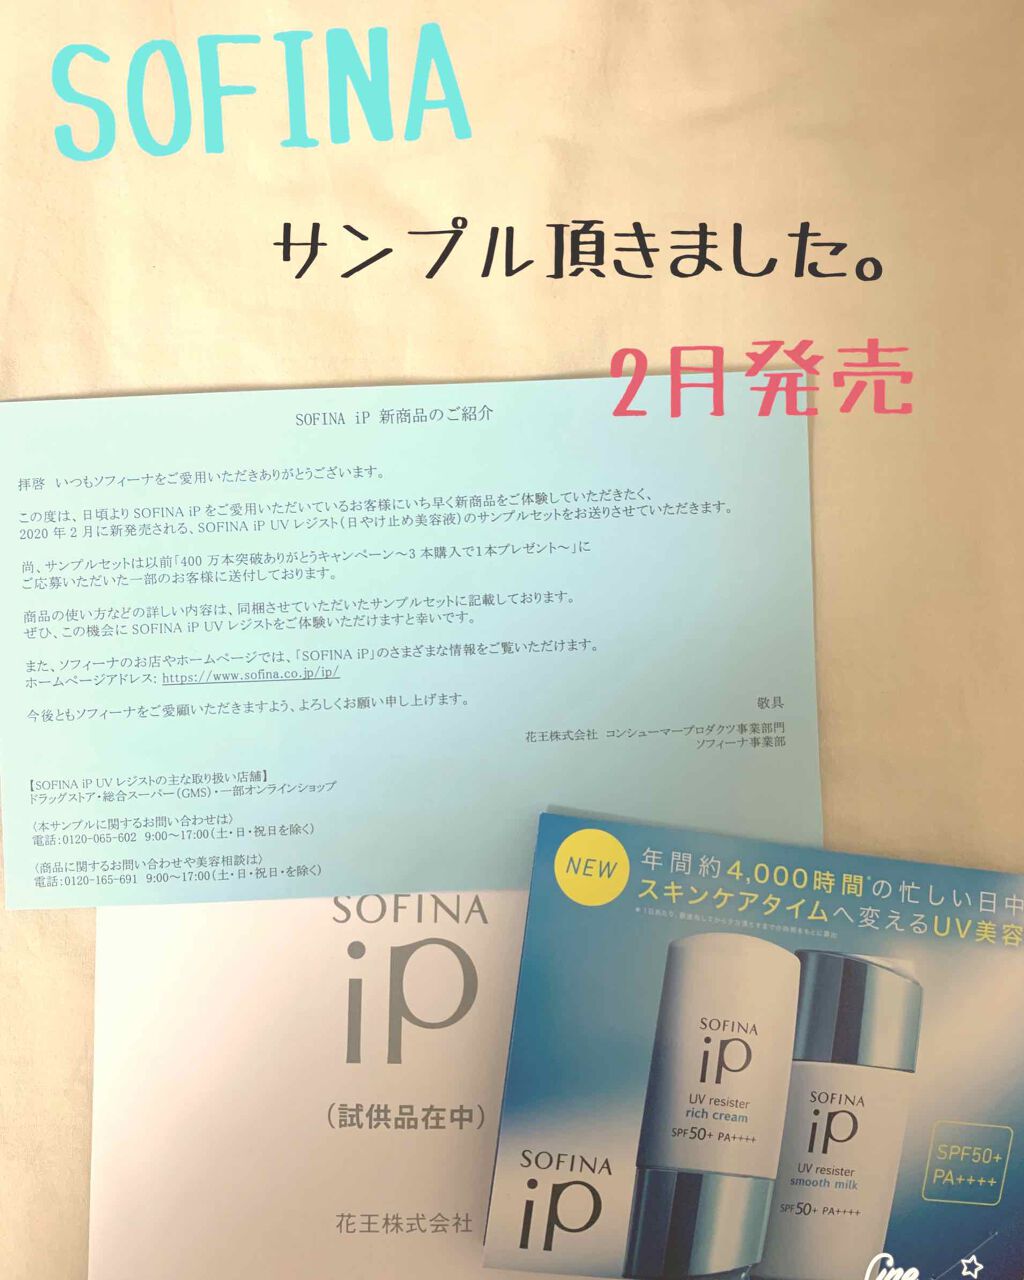 SOFINA
サンプル頂きました。
2月発売
SOFINA iP 新商品のご紹介
拝啓 いつもソフィーナをご愛用いただきありがとうございます。
この度は、日頃より SOFINA iP をご愛用いただいているお客様にいち早く新商品をご体験していただきたく、
2020 年 2 月に新発売される、SOFINA iP UV レジスト(日やけ止め美容液)のサンプルセットをお送りさせていただきます。
尚、サンプルセットは以前「400 万本突破ありがとうキャンペーン～3 本購入で1本プレゼント～」に
ご応募いただいた一部のお客様に送付しております。
商品の使い方などの詳しい内容は、同梱させていただいたサンプルセットに記載しております。
ぜひ、この機会に SOFINA iP UV レジストをご体験いただけますと幸いです。
また、ソフィーナのお店やホームページでは、「SOFINA iP」のさまざまな情報をご覧いただけます。
ホームページアドレス: https://www.sofina.co.jp/ip/
今後ともソフィーナをご愛顧いただきますよう、よろしくお願い申し上げます。
敬具
花王株式会社 コンシューマープロダクツ事業部門
ソフィーナ事業部
【SOFINA iP UV レジストの主な取り扱い店舗】
ドラッグストア・総合スーパー(GMS)・一部オンラインショップ
〈本サンプルに関するお問い合わせは〉
電話:0120-065-602 9:00～17:00(土・日・祝日を除く)
〈商品に関するお問い合わせや美容相談は〉
電話:0120-165-691 9:00～17:00(土・日・祝日・を除く)
SOFINA
iP
(試供品在中)
花王株式会社
NEW
年間約4,000時間*の忙しい日中
スキンケアタイムへ変えるUV美容
SOFINA
iP
UV resister
rich cream
SPF50+ PA++++
SOFINA
iP
UV resister
smooth milk
SPF50+ PA++++
SPF50+
PA++++
SOFINA
iP